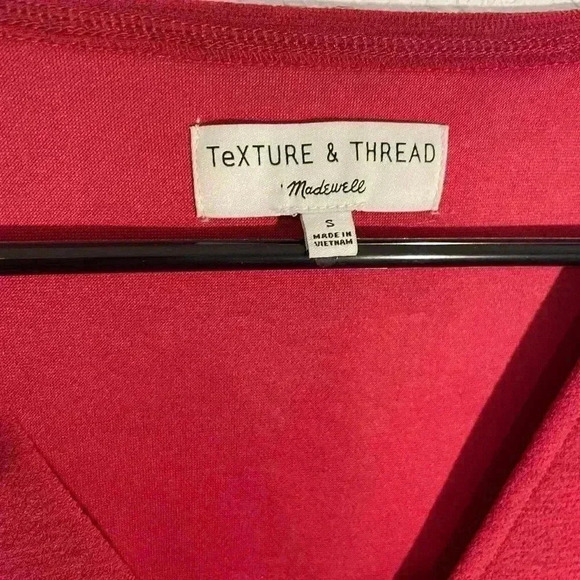 TeXTURE & THREAD
Madewell
S
MADE IN
VIETNAM